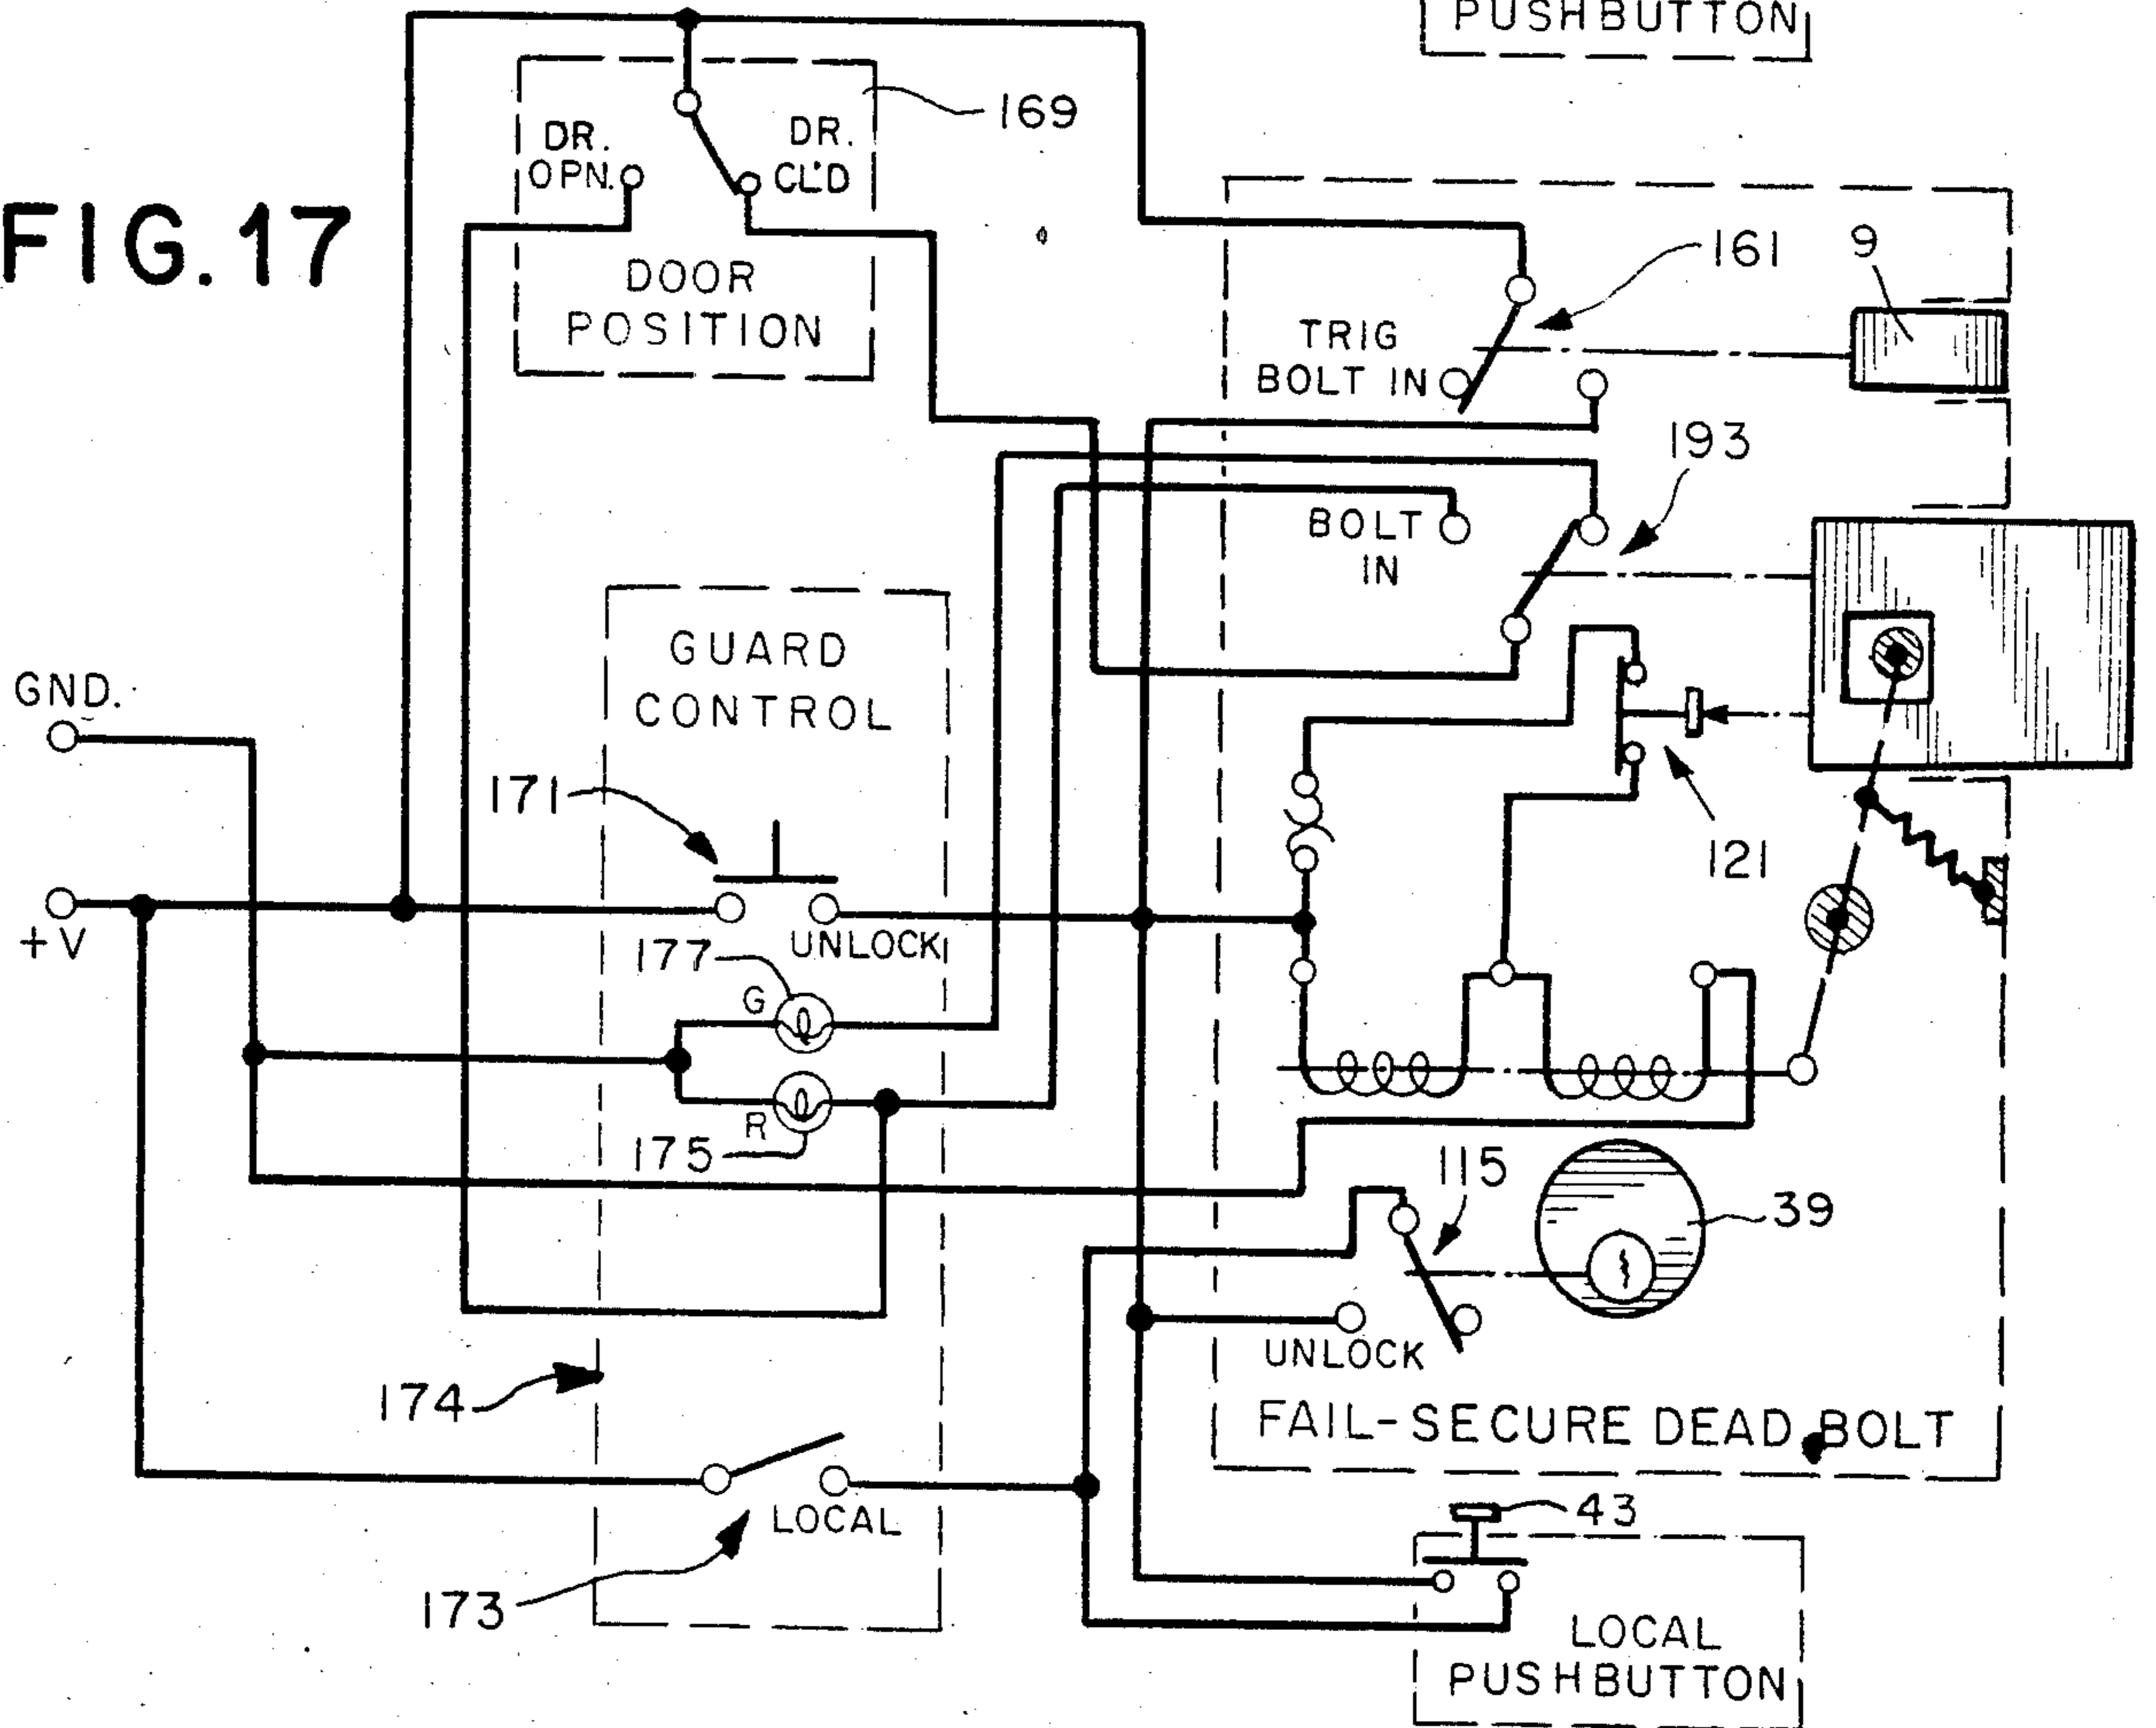 PUSHBUTTON
169
DR.
OPN.
DR.
CL'D
FIG.17
DOOR
POSITION
161
9
TRIG
BOLT IN
193
BOLT
IN
GUARD
CONTROL
GND.
171
121
+V
UNLOCK
177
G
R
175
115
39
UNLOCK
174
FAIL-SECURE DEAD BOLT
LOCAL
43
173
LOCAL
PUSHBUTTON